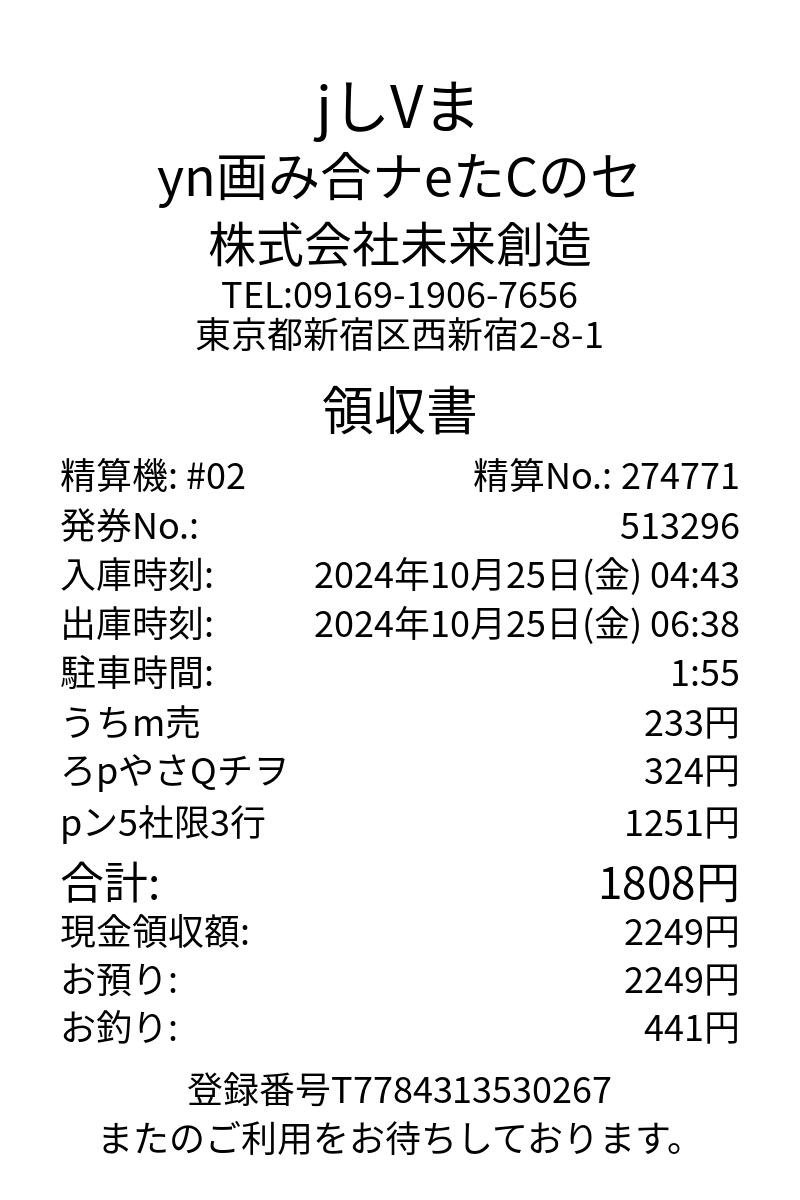 jしVま
yn画み合ナeたCのセ
株式会社未来創造
TEL:09169-1906-7656
東京都新宿区西新宿2-8-1
領収書
精算機: #02 精算No.: 274771
発券No.: 513296
入庫時刻: 2024年10月25日(金) 04:43
出庫時刻: 2024年10月25日(金) 06:38
駐車時間: 1:55
うちm売 233円
ろpやさQチヲ 324円
pン5社限3行 1251円
合計: 1808円
現金領収額: 2249円
お預り: 2249円
お釣り: 441円
登録番号T7784313530267
またのご利用をお待ちしております。